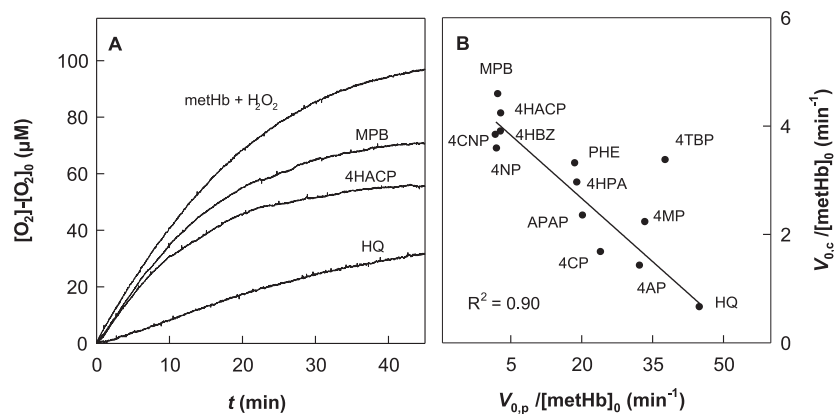 A
B
[O₂]-[O₂]₀ (µM)
100
80
60
40
20
0
metHb + H₂O₂
MPB
4HACP
HQ
0
10
20
30
40
t (min)
MPB
4HACP
4CNP
4HBZ
4NP
PHE
4TBP
4HPA
APAP
4MP
4CP
4AP
HQ
R² = 0.90
6
4
2
0
V₀,c /[metHb]₀ (min⁻¹)
5
20
35
50
V₀,p /[metHb]₀ (min⁻¹)